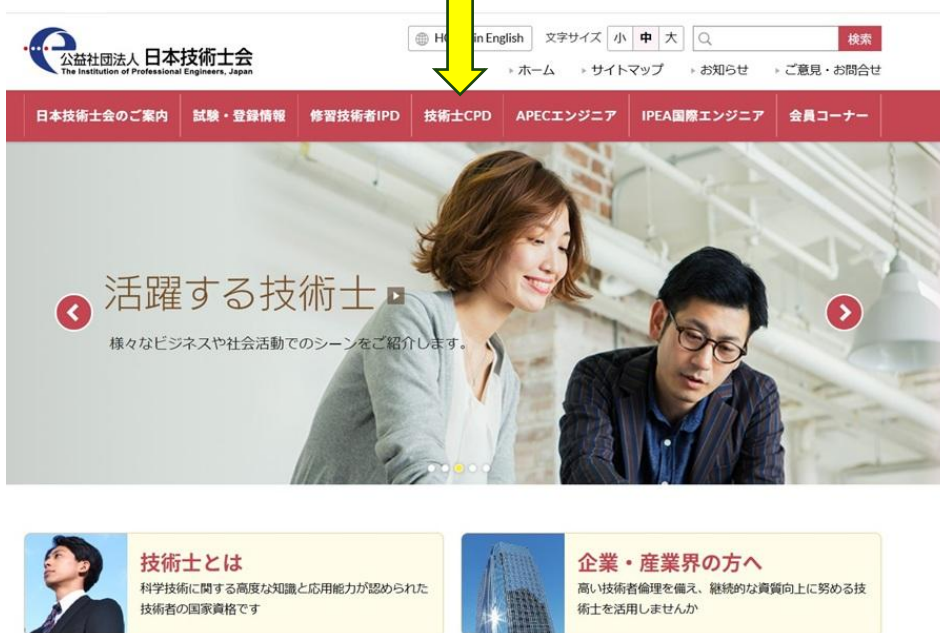 公益社団法人 日本技術士会
The Institution of Professional Engineers, Japan
in English
文字サイズ 小 中 大
検索
ホーム サイトマップ お知らせ ご意見・お問合せ
日本技術士会のご案内 試験・登録情報 修習技術者IPD 技術士CPD APECエンジニア IPEA国際エンジニア 会員コーナー
活躍する技術士
様々なビジネスや社会活動でのシーンをご紹介します。
技術士とは
科学技術に関する高度な知識と応用能力が認められた
技術者の国家資格です
企業・産業界の方へ
高い技術者倫理を備え、継続的な資質向上に努める技
術士を活用しませんか